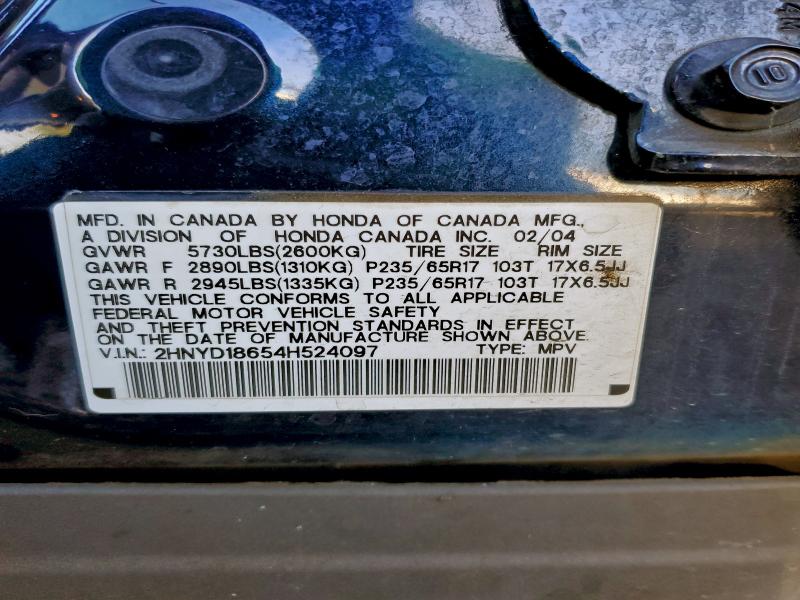 10
MFD. IN CANADA BY HONDA OF CANADA MFG.,
A DIVISION OF HONDA CANADA INC. 02/04
GVWR 5730LBS(2600KG) TIRE SIZE RIM SIZE
GAWR F 2890LBS(1310KG) P235/65R17 103T 17X6.5JJ
GAWR R 2945LBS(1335KG) P235/65R17 103T 17X6.5JJ
THIS VEHICLE CONFORMS TO ALL APPLICABLE
FEDERAL MOTOR VEHICLE SAFETY
AND THEFT PREVENTION STANDARDS IN EFFECT
ON THE DATE OF MANUFACTURE SHOWN ABOVE.
V.I.N.: 2HNYD18654H524097 TYPE: MPV